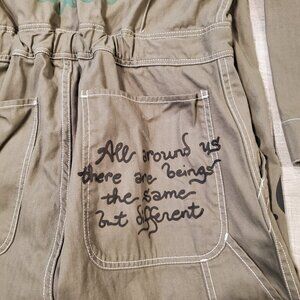 All around us
there are beings
the same
but different